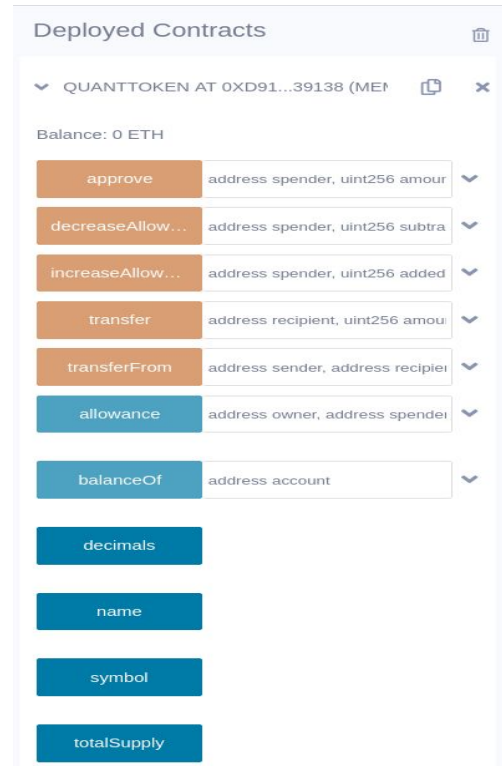 Deployed Contracts
QUANTTOKEN AT 0XD91...39138 (MEM
Balance: 0 ETH
approve address spender, uint256 amour
decreaseAllow... address spender, uint256 subtra
increaseAllow... address spender, uint256 added
transfer address recipient, uint256 amou
transferFrom address sender, address recipie
allowance address owner, address spender
balanceOf address account
decimals
name
symbol
totalSupply